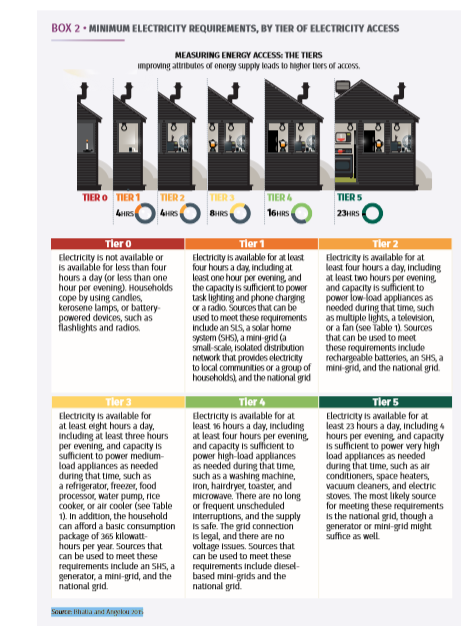 BOX 2 • MINIMUM ELECTRICITY REQUIREMENTS, BY TIER OF ELECTRICITY ACCESS
MEASURING ENERGY ACCESS: THE TIERS
improving attributes of energy supply leads to higher tiers of access.
TIER 0 TIER 1 TIER 2 TIER 3 TIER 4 TIER 5
4HRS 4HRS 8HRS 16HRS 23HRS
Tier 0
Electricity is not available or
is available for less than four
hours a day (or less than one
hour per evening). Households
cope by using candles,
kerosene lamps, or battery-
powered devices, such as
flashlights and radios.
Tier 1
Electricity is available for at least
four hours a day, including at
least one hour per evening, and
the capacity is sufficient to power
task lighting and phone charging
or a radio. Sources that can be
used to meet these requirements
include an SLS, a solar home
system (SHS), a mini-grid (a
small-scale, isolated distribution
network that provides electricity
to local communities or a group of
households), and the national grid
Tier 2
Electricity is available for at
least four hours a day, including
at least two hours per evening,
and capacity is sufficient to
power low-load appliances as
needed during that time, such
as multiple lights, a television,
or a fan (see Table 1). Sources
that can be used to meet
these requirements include
rechargeable batteries, an SHS, a
mini-grid, and the national grid.
Tier 3
Electricity is available for
at least eight hours a day,
including at least three hours
per evening, and capacity is
sufficient to power medium-
load appliances as needed
during that time, such as
a refrigerator, freezer, food
processor, water pump, rice
cooker, or air cooler (see Table
1). In addition, the household
can afford a basic consumption
package of 365 kilowatt-
hours per year. Sources that
can be used to meet these
requirements include an SHS, a
generator, a mini-grid, and the
national grid.
Tier 4
Electricity is available for at
least 16 hours a day, including
at least four hours per evening,
and capacity is sufficient to
power high-load appliances
as needed during that time,
such as a washing machine,
iron, hairdryer, toaster, and
microwave. There are no long
or frequent unscheduled
interruptions, and the supply
is safe. The grid connection
is legal, and there are no
voltage issues. Sources that
can be used to meet these
requirements include diesel-
based mini-grids and the
national grid.
Tier 5
Electricity is available for at
least 23 hours a day, including 4
hours per evening, and capacity
is sufficient to power very high
load appliances as needed
during that time, such as air
conditioners, space heaters,
vacuum cleaners, and electric
stoves. The most likely source
for meeting these requirements
is the national grid, though a
generator or mini-grid might
suffice as well.
Source: Bhatia and Angelou 2015